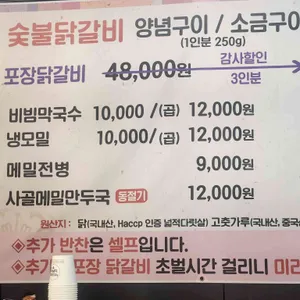 숯불닭갈비 양념구이 / 소금구이
(1인분 250g)
포장닭갈비 48,000원 감사할인
3인분
비빔막국수 10,000 /(곱) 12,000원
냉모밀 10,000/(곱) 12,000원
메밀전병 9,000원
사골메밀만두국 동절기 12,000원
원산지 : 닭(국내산, Haccp 인증 넓적다릿살) 고춧가루(국내산, 중국산
◈추가 반찬은 셀프입니다.
◈추가 포장 닭갈비 초벌시간 걸리니 미리